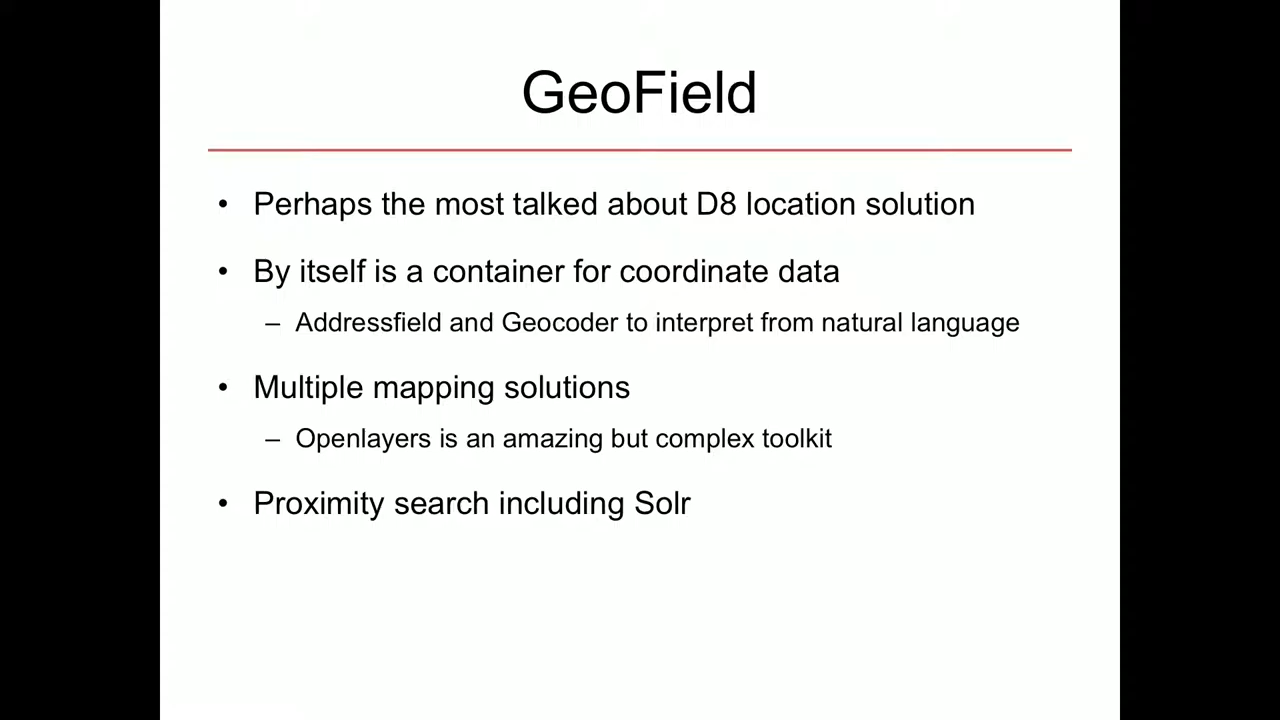 GeoField
• Perhaps the most talked about D8 location solution
• By itself is a container for coordinate data
– Addressfield and Geocoder to interpret from natural language
• Multiple mapping solutions
– Openlayers is an amazing but complex toolkit
• Proximity search including Solr